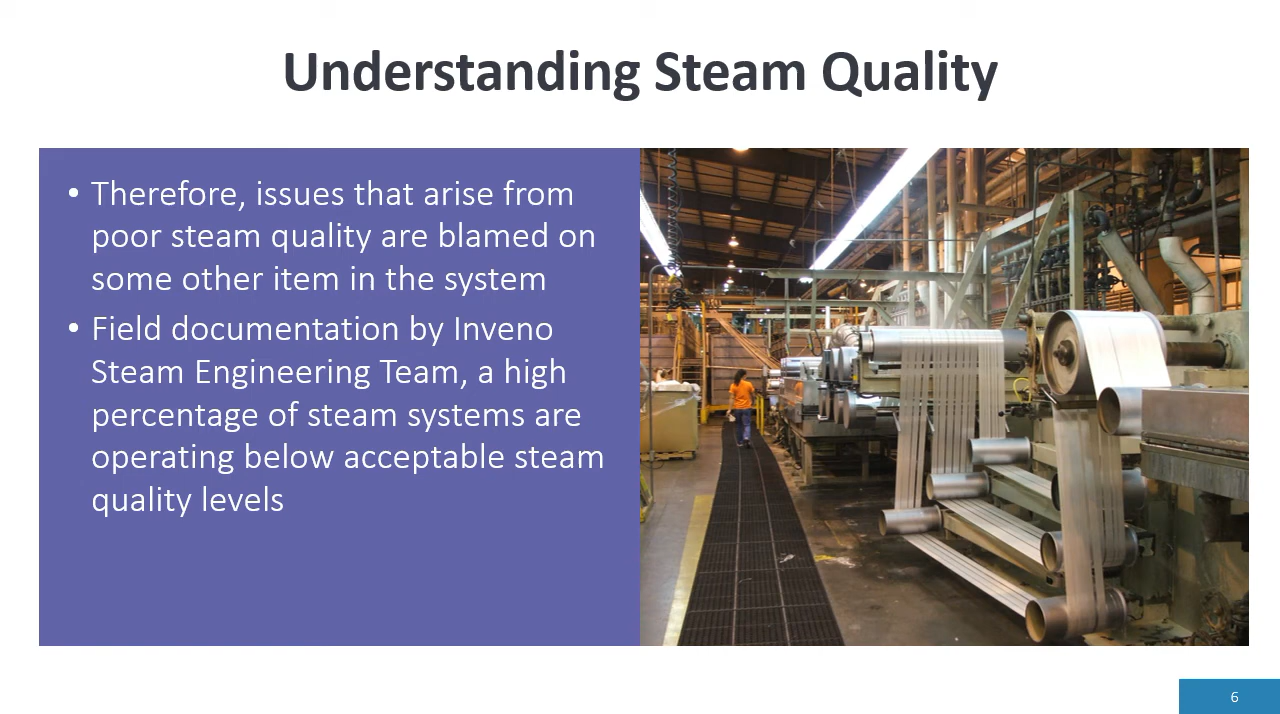 Understanding Steam Quality
• Therefore, issues that arise from
poor steam quality are blamed on
some other item in the system
• Field documentation by Inveno
Steam Engineering Team, a high
percentage of steam systems are
operating below acceptable steam
quality levels
6